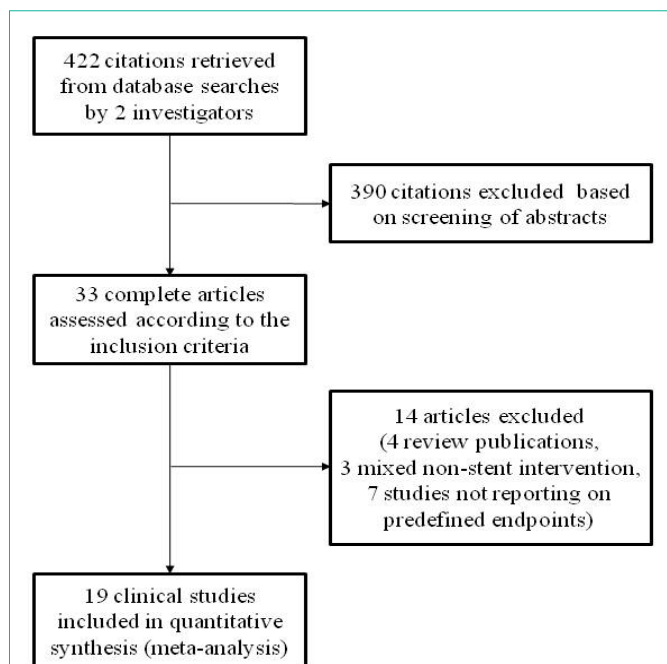 422 citations retrieved
from database searches
by 2 investigators
390 citations excluded based
on screening of abstracts
33 complete articles
assessed according to the
inclusion criteria
14 articles excluded
(4 review publications,
3 mixed non-stent intervention,
7 studies not reporting on
predefined endpoints)
19 clinical studies
included in quantitative
synthesis (meta-analysis)